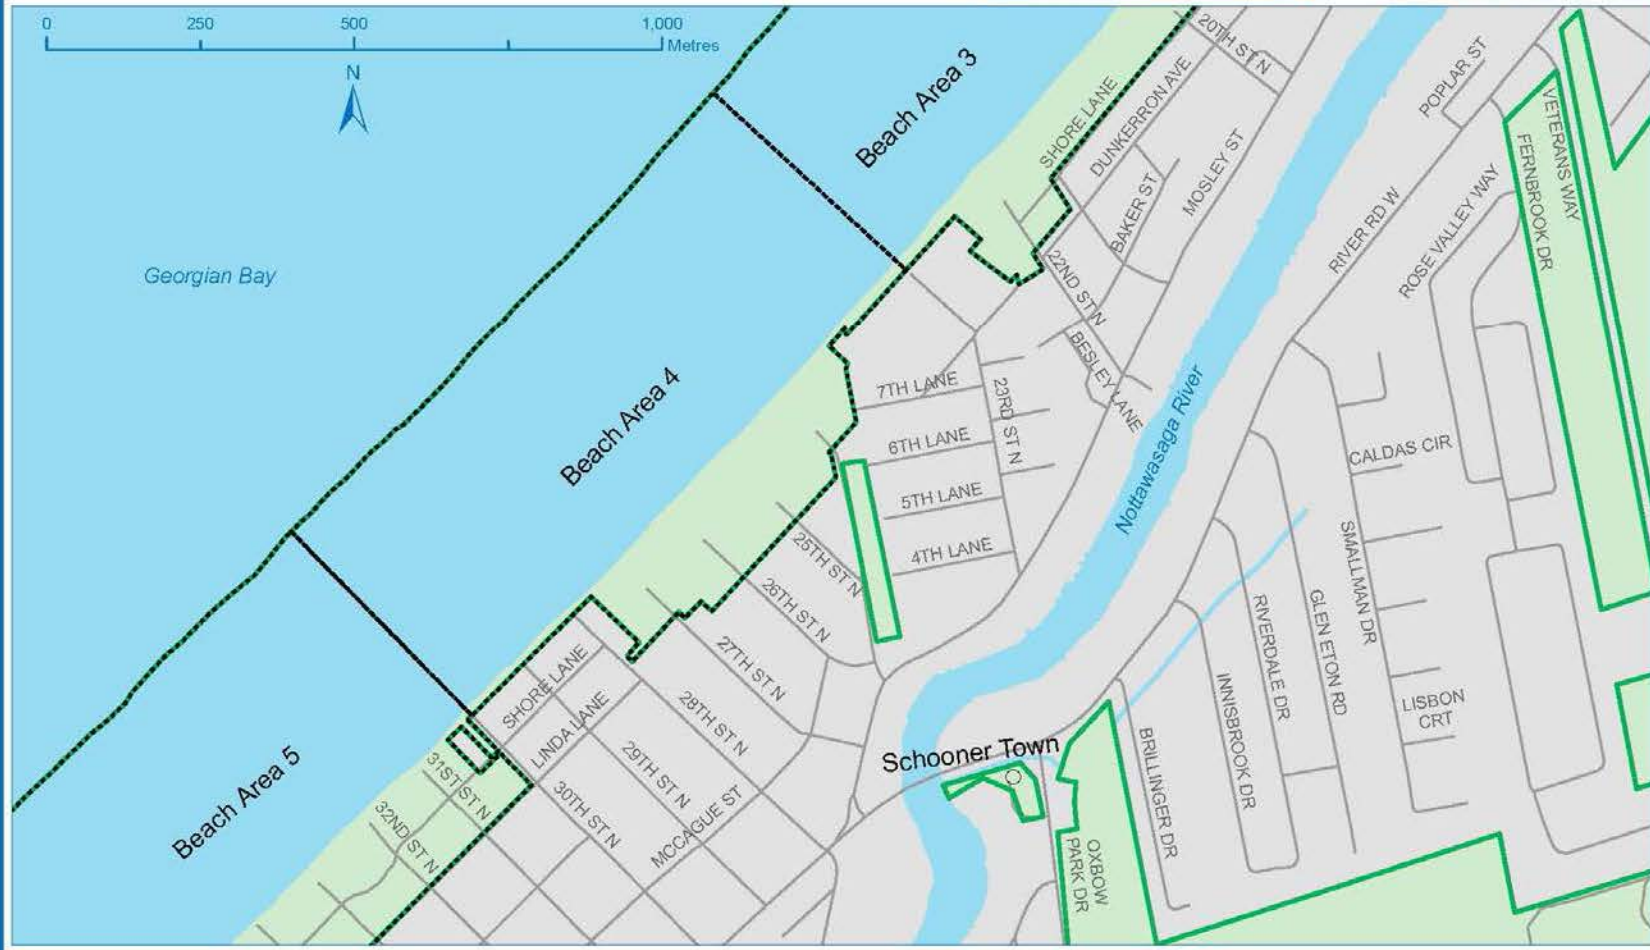 0 250 500 1,000
Metres
N
Georgian Bay
Beach Area 3
Beach Area 4
Beach Area 5
20TH ST N
SHORE LANE
DUNKERRON AVE
BAKER ST
MOSLEY ST
22ND ST N
BESLEY LANE
7TH LANE
6TH LANE
5TH LANE
4TH LANE
23RD ST N
25TH ST N
26TH ST N
27TH ST N
28TH ST N
29TH ST N
30TH ST N
31ST ST N
32ND ST N
SHORE LANE
LINDA LANE
MCCAGUE ST
Nottawasaga River
Schooner Town
POPLAR ST
RIVER RD W
ROSE VALLEY WAY
FERNBROOK DR
VETERANS WAY
CALDAS CIR
SMALLMAN DR
GLEN ETON RD
RIVERDALE DR
INNISBROOK DR
BRILLINGER DR
LISBON
CRT
OXBOW
PARK DR